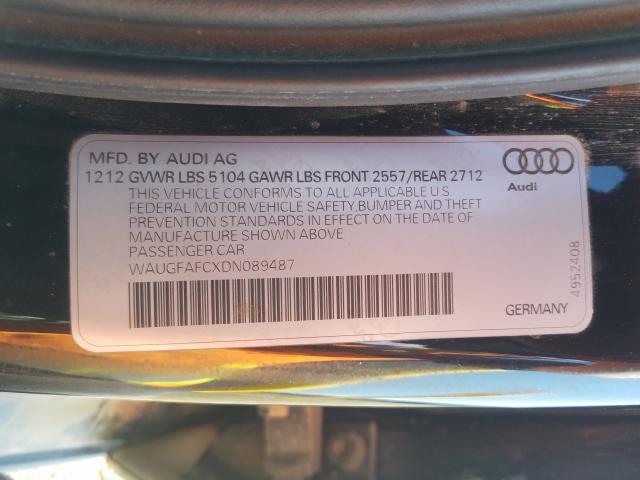 MFD. BY AUDI AG
1212 GVWR LBS 5104 GAWR LBS FRONT 2557/REAR 2712
THIS VEHICLE CONFORMS TO ALL APPLICABLE U.S
FEDERAL MOTOR VEHICLE SAFETY, BUMPER AND THEFT
PREVENTION STANDARDS IN EFFECT ON THE DATE OF
MANUFACTURE SHOWN ABOVE
PASSENGER CAR
WAUGFAFCXDN089487
Audi
4952408
GERMANY